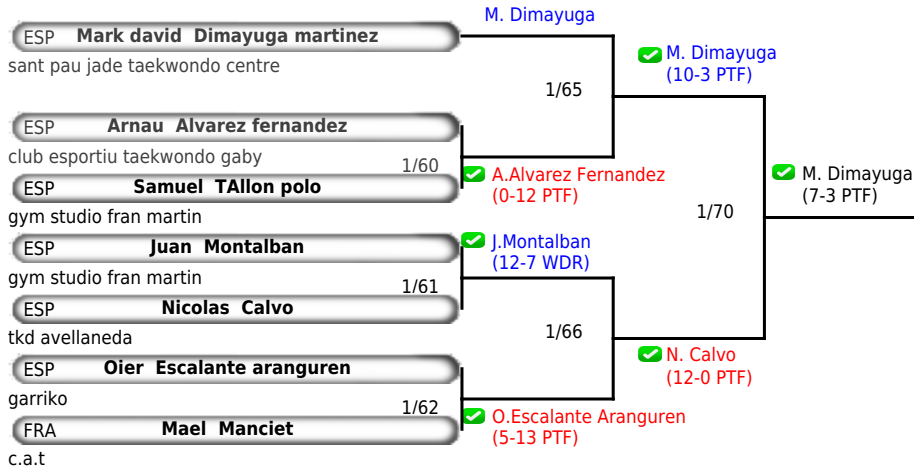 M. Dimayuga
ESP Mark david Dimayuga martinez
sant pau jade taekwondo centre
M. Dimayuga
(10-3 PTF)
1/65
ESP Arnau Alvarez fernandez
club esportiu taekwondo gaby
1/60
A.Alvarez Fernandez
(0-12 PTF)
ESP Samuel TAllon polo
gym studio fran martin
M. Dimayuga
(7-3 PTF)
1/70
ESP Juan Montalban
gym studio fran martin
J.Montalban
(12-7 WDR)
1/61
ESP Nicolas Calvo
tkd avellaneda
1/66
N. Calvo
(12-0 PTF)
ESP Oier Escalante aranguren
garriko
1/62
O.Escalante Aranguren
(5-13 PTF)
FRA Mael Manciet
c.a.t